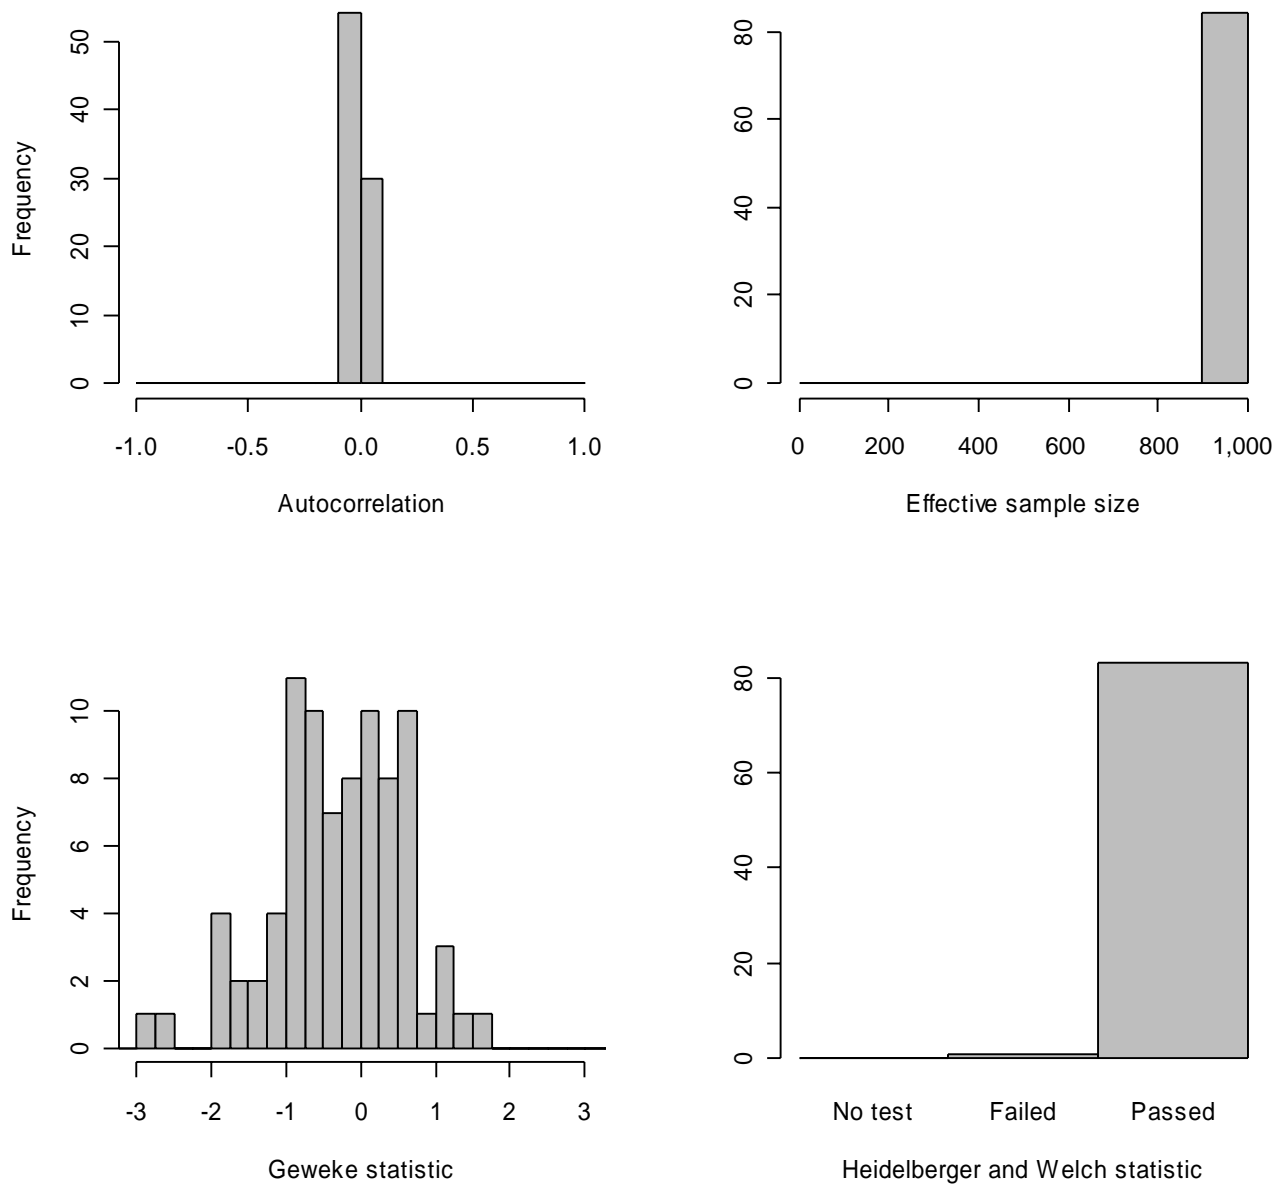 Frequency
0 10 20 30 40 50
-1.0 -0.5 0.0 0.5 1.0
Autocorrelation
0 20 40 60 80
0 200 400 600 800 1,000
Effective sample size
Frequency
0 2 4 6 8 10
-3 -2 -1 0 1 2 3
Geweke statistic
0 20 40 60 80
No test Failed Passed
Heidelberger and Welch statistic